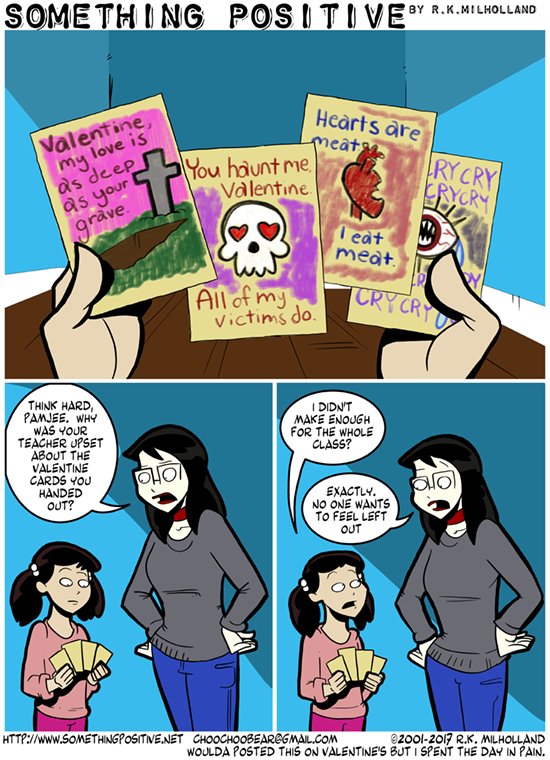 SOMETHING POSITIVE BY R.K.MILHOLLAND
Valentine,
my love is
as deep
as your
grave.
You haunt me,
Valentine.
All of my
victims do.
Hearts are
meat.
I eat
meat.
CRY CRY
CRYCRY
CRY CRY
THINK HARD,
PAMJEE. WHY
WAS YOUR
TEACHER UPSET
ABOUT THE
VALENTINE
CARDS YOU
HANDED
OUT?
I DIDN'T
MAKE ENOUGH
FOR THE WHOLE
CLASS?
EXACTLY.
NO ONE WANTS
TO FEEL LEFT
OUT
HTTP://WWW.SOMETHINGPOSITIVE.NET CHOOCHOOBEAR@GMAIL.COM ©2001-2017 R.K. MILHOLLAND
WOULDA POSTED THIS ON VALENTINE'S BUT I SPENT THE DAY IN PAIN.